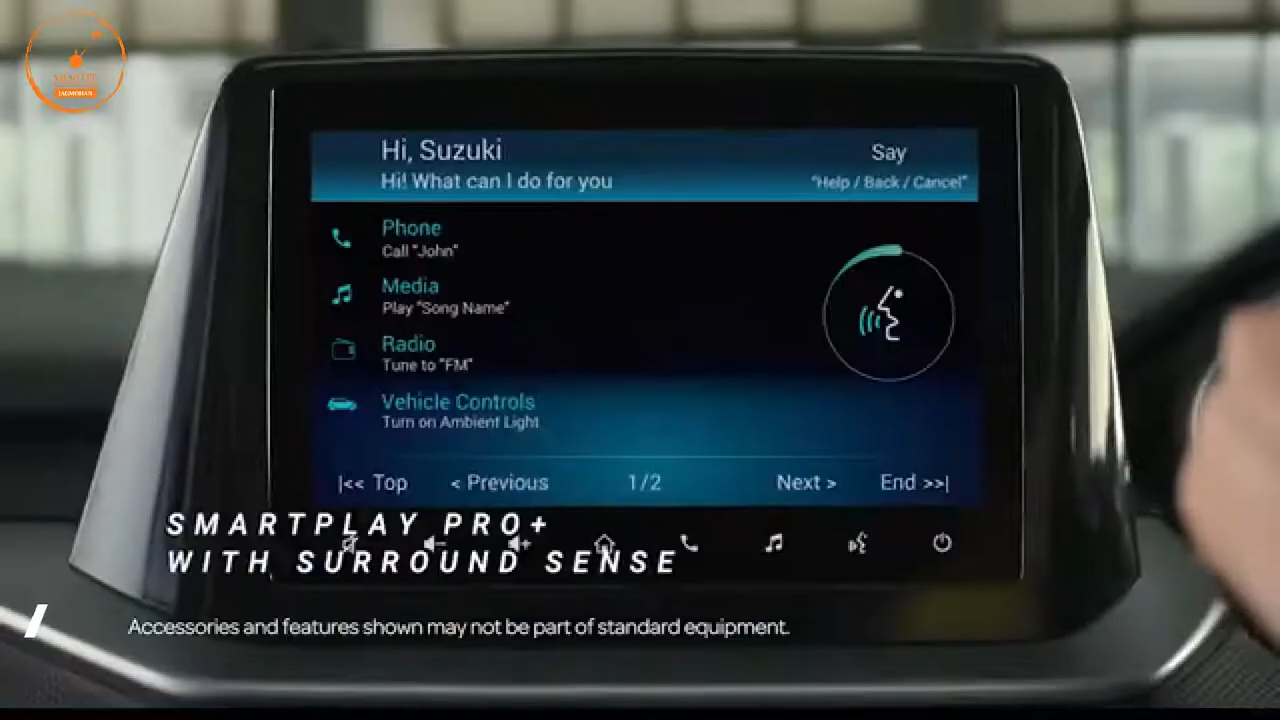 JAGMOHAN
Hi, Suzuki
Hi! What can I do for you
Say
"Help / Back / Cancel"
Phone
Call "John"
Media
Play "Song Name"
Radio
Tune to "FM"
Vehicle Controls
Turn on Ambient Light
|<< Top
< Previous
1/2
Next >
End >>|
SMARTPLAY PRO+
WITH SURROUND SENSE
Accessories and features shown may not be part of standard equipment.